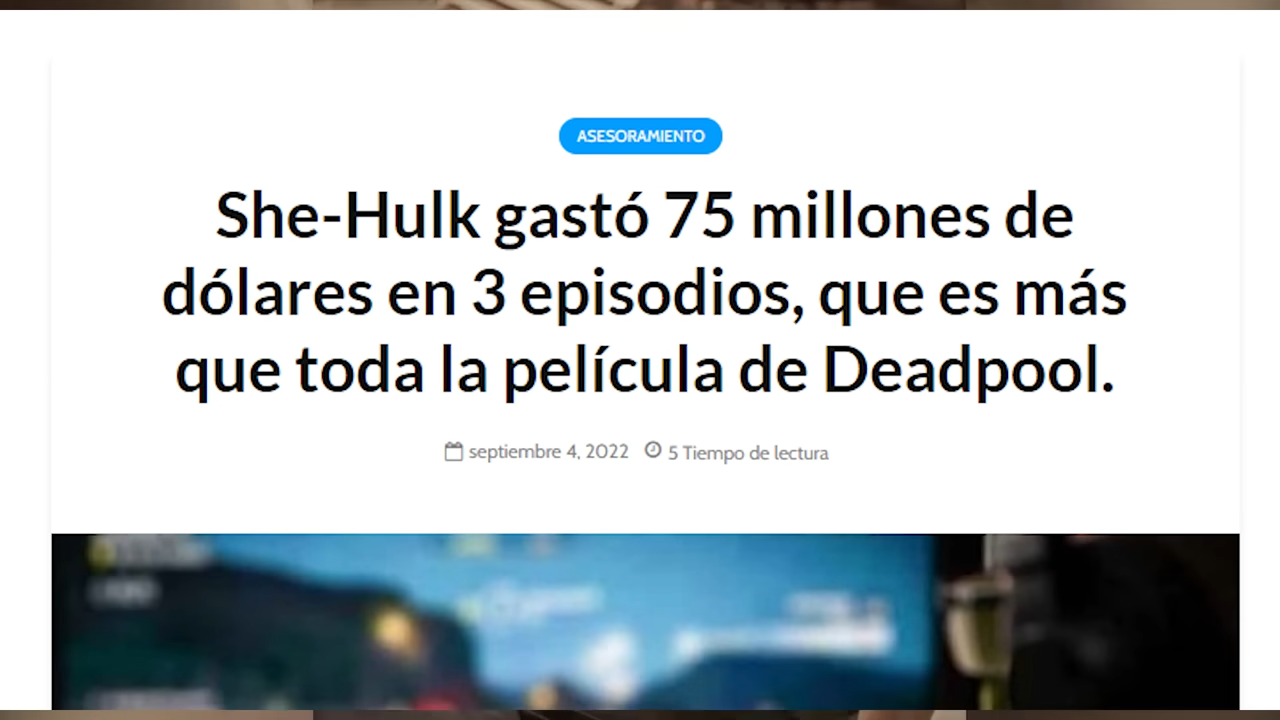 ASESORAMIENTO
She-Hulk gastó 75 millones de
dólares en 3 episodios, que es más
que toda la película de Deadpool.
septiembre 4, 2022 5 Tiempo de lectura